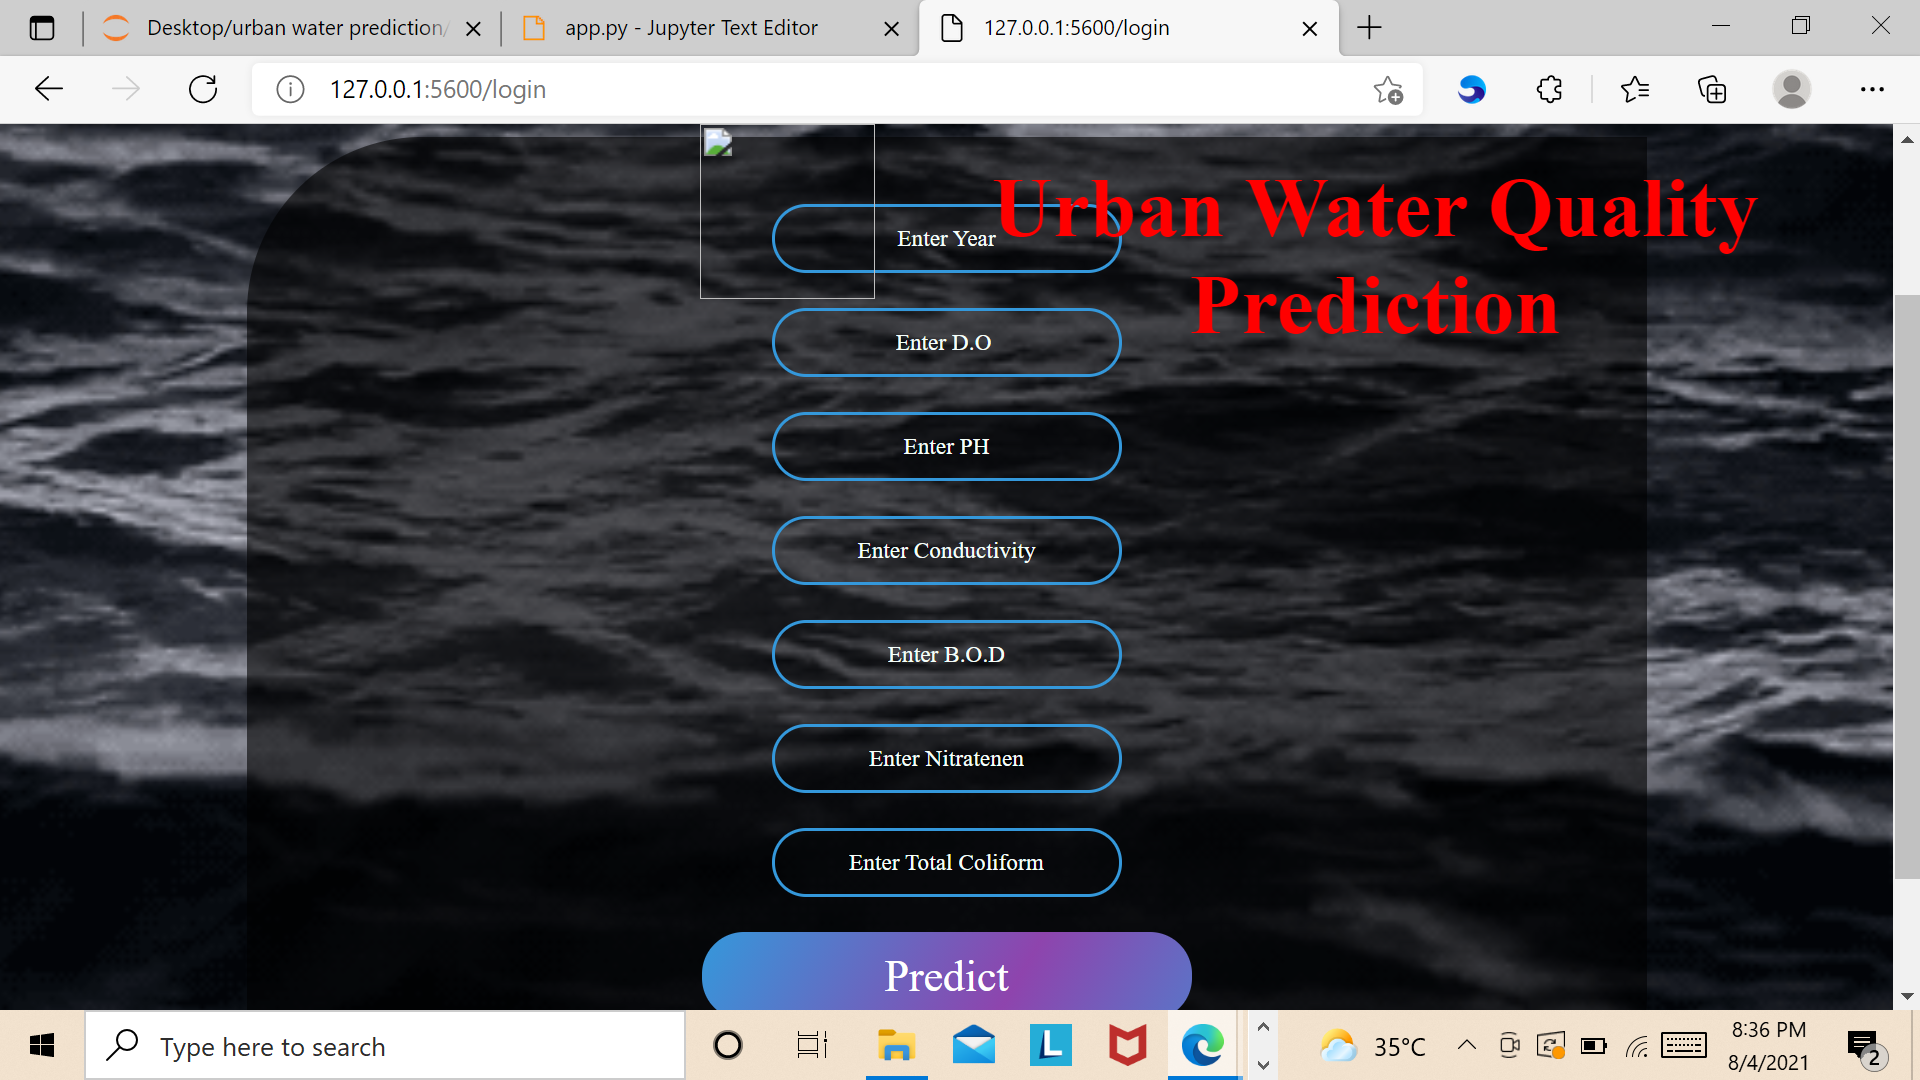 Desktop/urban water prediction/
app.py - Jupyter Text Editor
127.0.0.1:5600/login
127.0.0.1:5600/login
Urban Water Quality
Prediction
Enter Year
Enter D.O
Enter PH
Enter Conductivity
Enter B.O.D
Enter Nitratenen
Enter Total Coliform
Predict
Type here to search
L
35°C
8:36 PM
8/4/2021
2